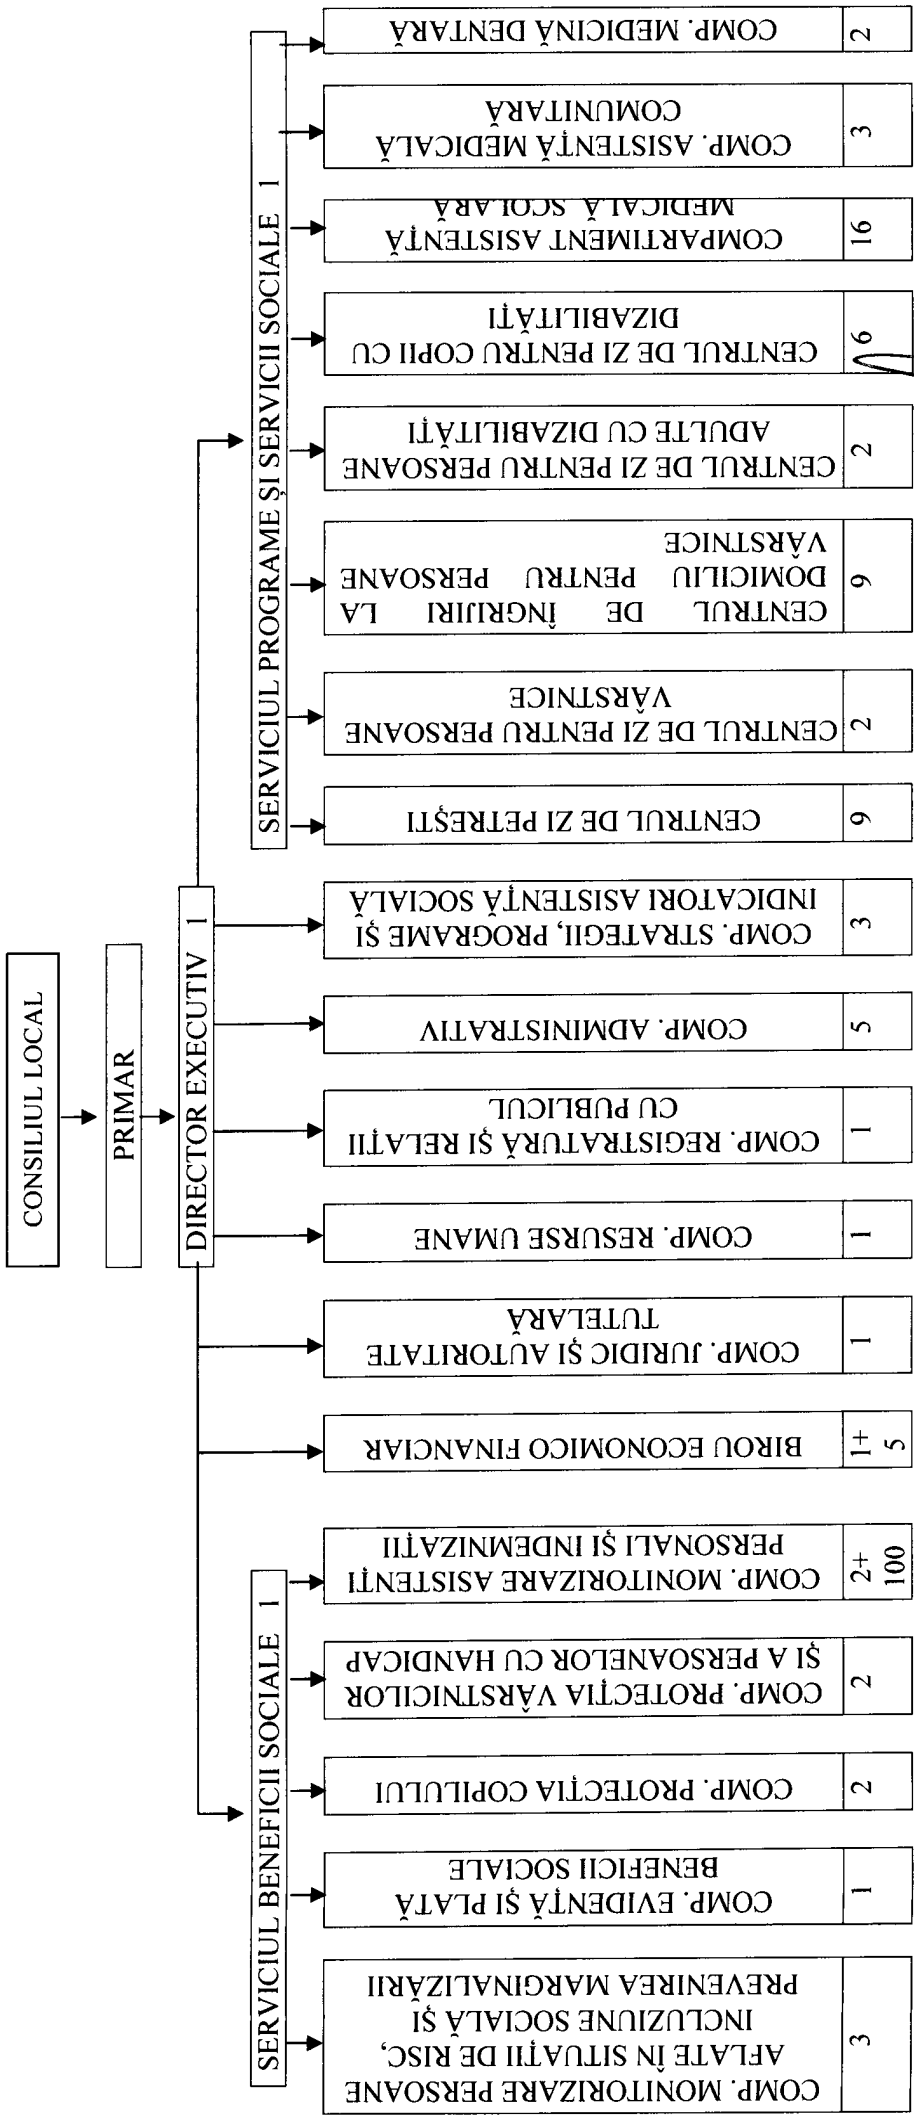 CONSILIUL LOCAL
PRIMAR
DIRECTOR EXECUTIV 1
SERVICIUL BENEFICII SOCIALE 1
SERVICIUL PROGRAME ȘI SERVICII SOCIALE 1
COMP. MONITORIZARE PERSOANE
AFLATE ÎN SITUAȚII DE RISC,
INCLUZIUNE SOCIALĂ ȘI
PREVENIREA MARGINALIZĂRII
3
COMP. EVIDENȚĂ ȘI PLATĂ
BENEFICII SOCIALE
1
COMP. PROTECȚIA COPILULUI
2
COMP. PROTECȚIA VÂRSTNICILOR
ȘI A PERSOANELOR CU HANDICAP
2
COMP. MONITORIZARE ASISTENȚI
PERSONALI ȘI INDEMNIZAȚII
2+
100
BIROU ECONOMICO FINANCIAR
1+
5
COMP. JURIDIC ȘI AUTORITATE
TUTELARĂ
1
COMP. RESURSE UMANE
1
COMP. REGISTRATURĂ ȘI RELAȚII
CU PUBLICUL
1
COMP. ADMINISTRATIV
5
COMP. STRATEGII, PROGRAME ȘI
INDICATORI ASISTENȚĂ SOCIALĂ
3
CENTRUL DE ZI PETREȘTI
9
CENTRUL DE ZI PENTRU PERSOANE
VÂRSTNICE
2
CENTRUL DE ÎNGRIJIRI LA
DOMICILIU PENTRU PERSOANE
VÂRSTNICE
9
CENTRUL DE ZI PENTRU PERSOANE
ADULTE CU DIZABILITĂȚI
2
CENTRUL DE ZI PENTRU COPII CU
DIZABILITĂȚI
6
COMPARTIMENT ASISTENȚĂ
MEDICALĂ SCOLARĂ
16
COMP. ASISTENȚĂ MEDICALĂ
COMUNITARĂ
3
COMP. MEDICINĂ DENTARĂ
2